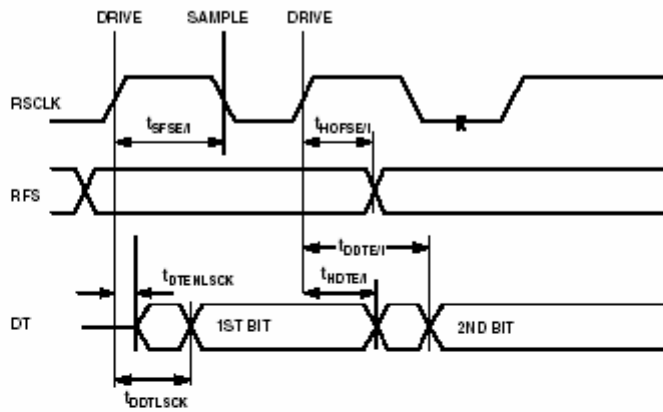 DRIVE SAMPLE DRIVE
RSCLK
tSFSE/I
tHOFSE/I
RFS
tDDTE/I
tDTENLSCK
tHDTE/I
DT
1ST BIT
2ND BIT
tDDTLSCK